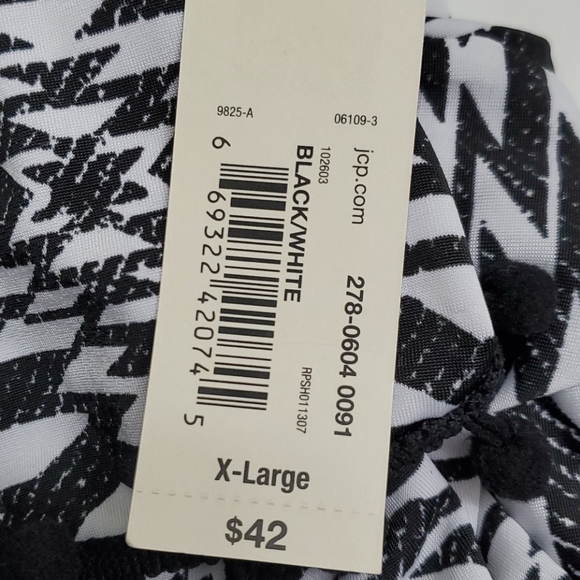 9825-A
06109-3
jcp.com
278-0604 0091
102603
BLACK/WHITE
RPSH011307
6 69322 42074 5
X-Large
$42